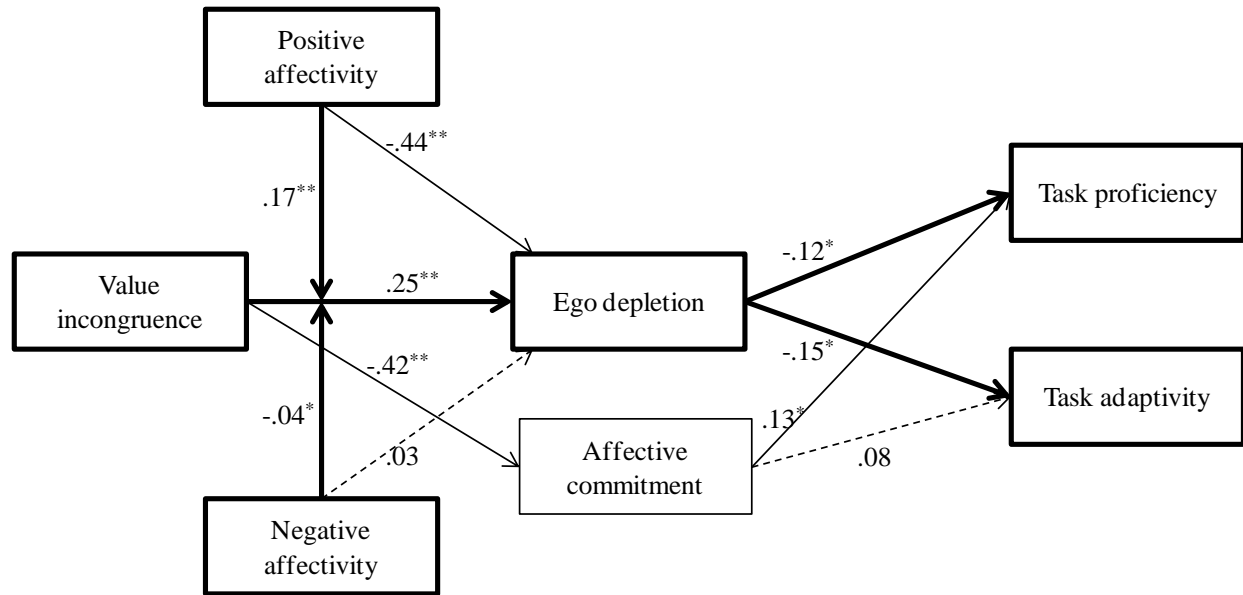 Positive
affectivity
-.44**
Task proficiency
.17**
-.12*
Value
incongruence
.25**
Ego depletion
-.42**
-.15*
Task adaptivity
-.04*
.03
.13*
.08
Affective
commitment
Negative
affectivity